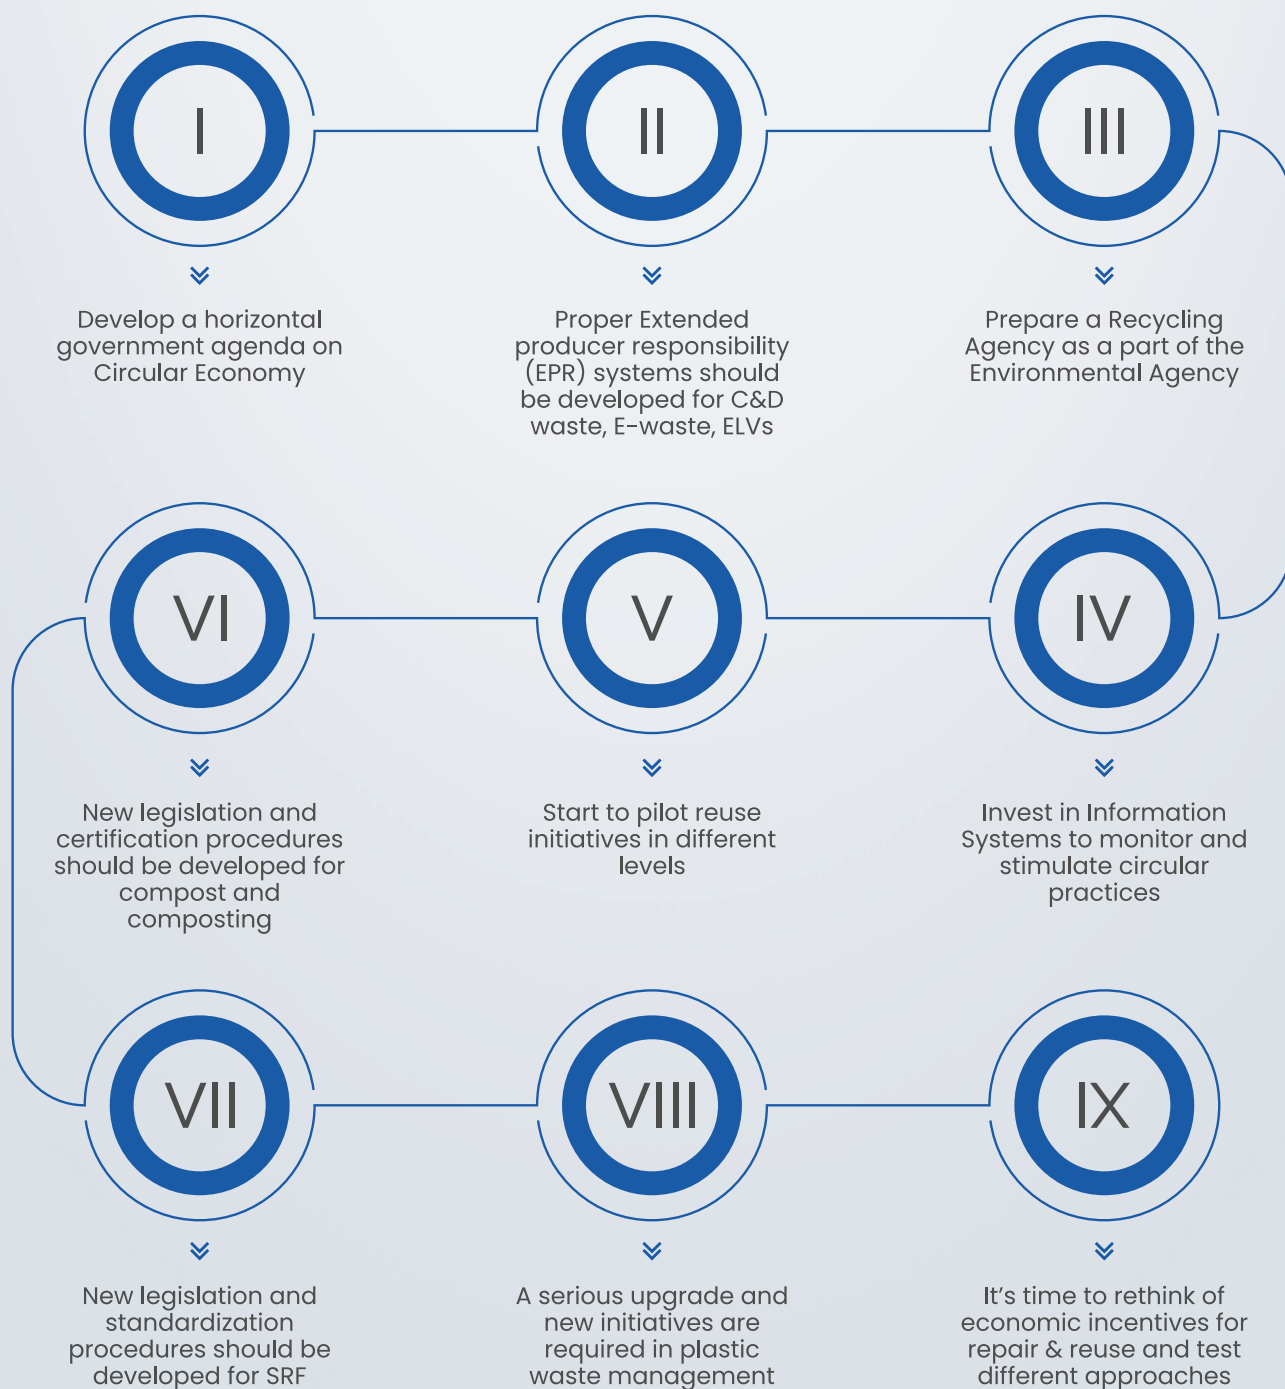 I
Develop a horizontal
government agenda on
Circular Economy
II
Proper Extended
producer responsibility
(EPR) systems should
be developed for C&D
waste, E-waste, ELVs
III
Prepare a Recycling
Agency as a part of the
Environmental Agency
IV
Invest in Information
Systems to monitor and
stimulate circular
practices
V
Start to pilot reuse
initiatives in different
levels
VI
New legislation and
certification procedures
should be developed for
compost and
composting
VII
New legislation and
standardization
procedures should be
developed for SRF
VIII
A serious upgrade and
new initiatives are
required in plastic
waste management
IX
It's time to rethink of
economic incentives for
repair & reuse and test
different approaches